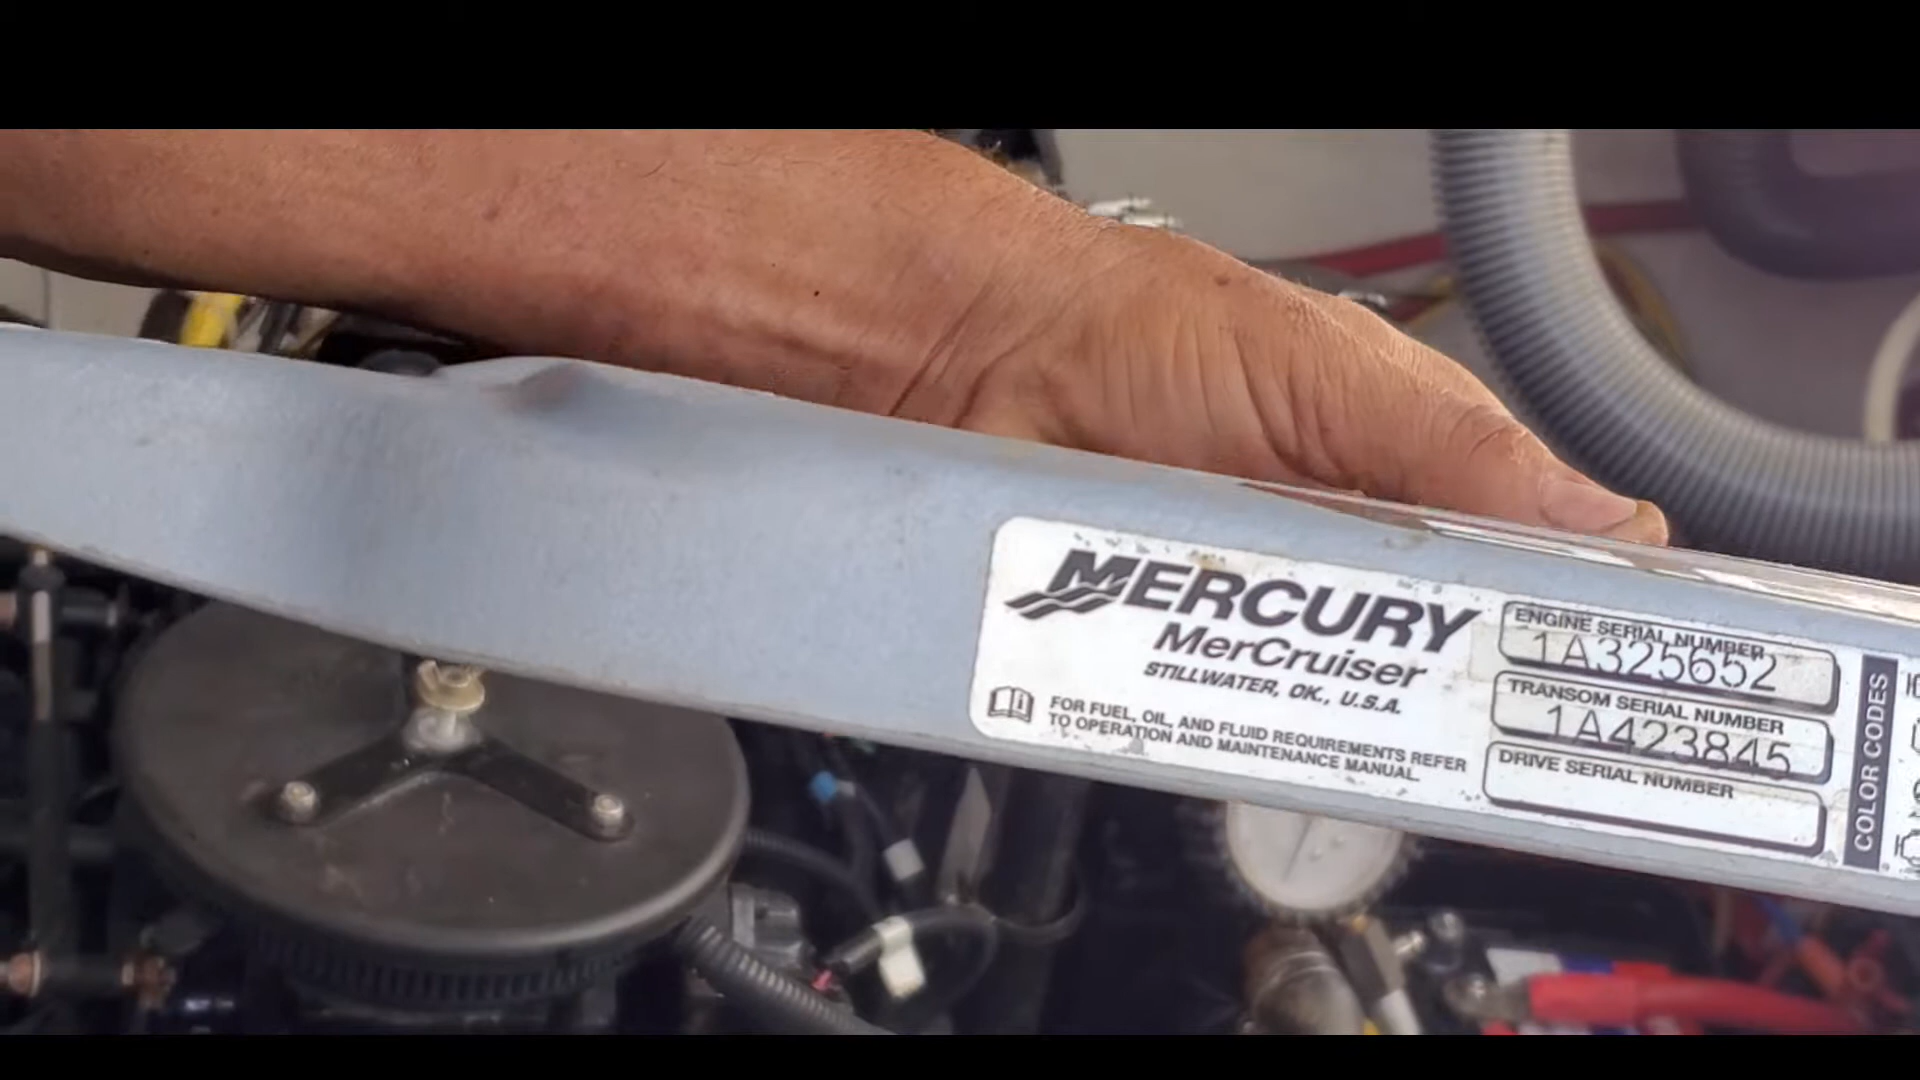 MERCURY
MerCruiser
STILLWATER, OK., U.S.A.
FOR FUEL, OIL, AND FLUID REQUIREMENTS REFER
TO OPERATION AND MAINTENANCE MANUAL
ENGINE SERIAL NUMBER
1A325652
TRANSOM SERIAL NUMBER
1A423845
DRIVE SERIAL NUMBER
COLOR CODES